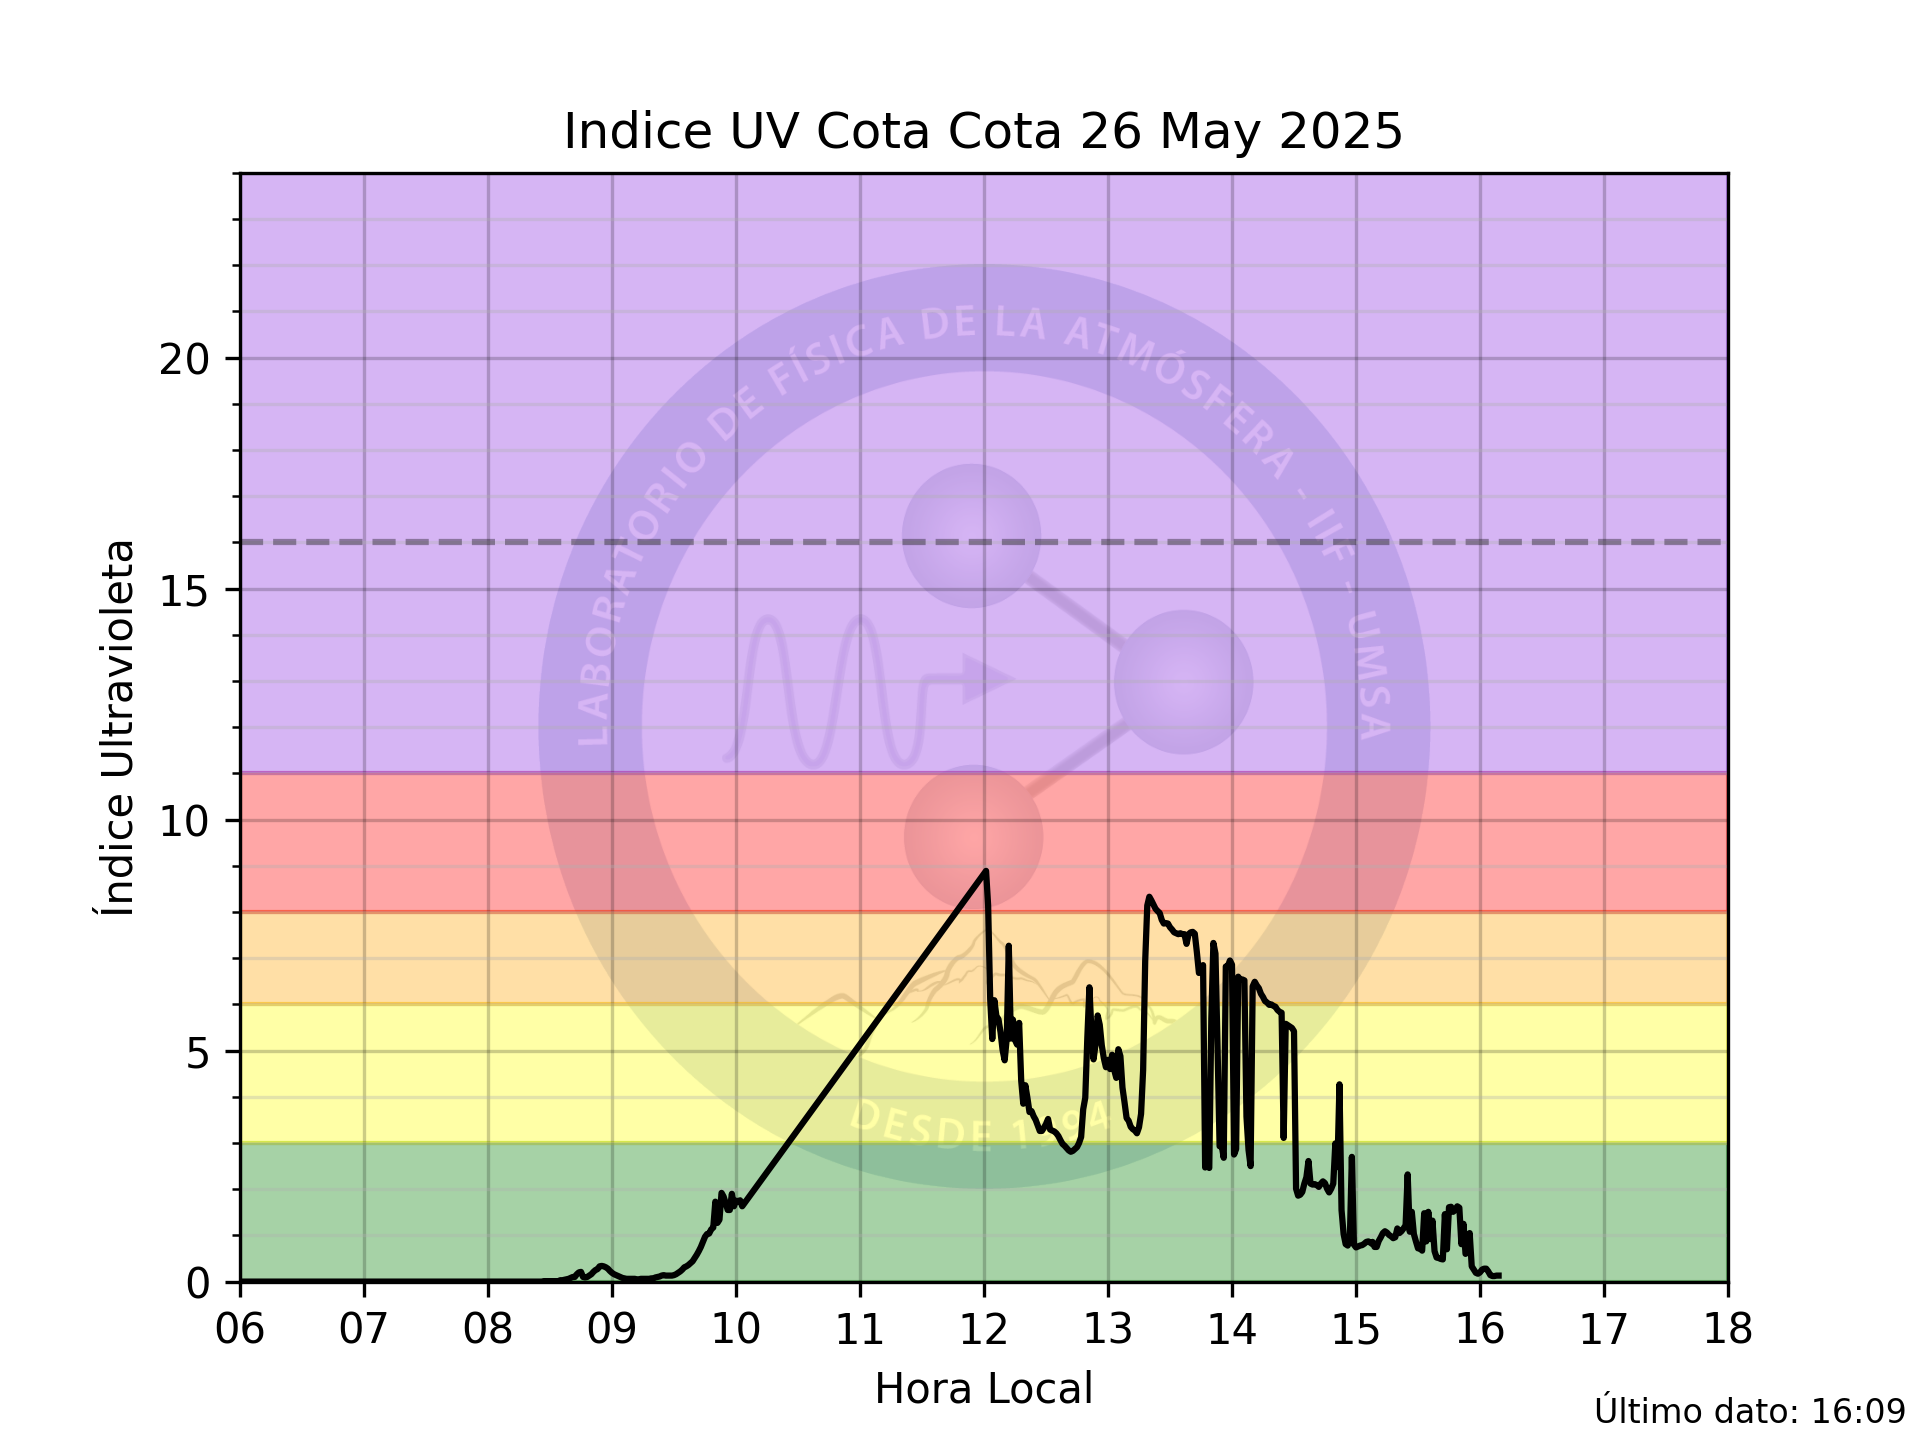 Indice UV Cota Cota 26 May 2025
LABORATORIO DE FÍSICA DE LA ATMÓSFERA - IIF - UMSA
20
15
10
5
0
Índice Ultravioleta
DESDE 1994
06 07 08 09 10 11 12 13 14 15 16 17 18
Hora Local
Último dato: 16:09